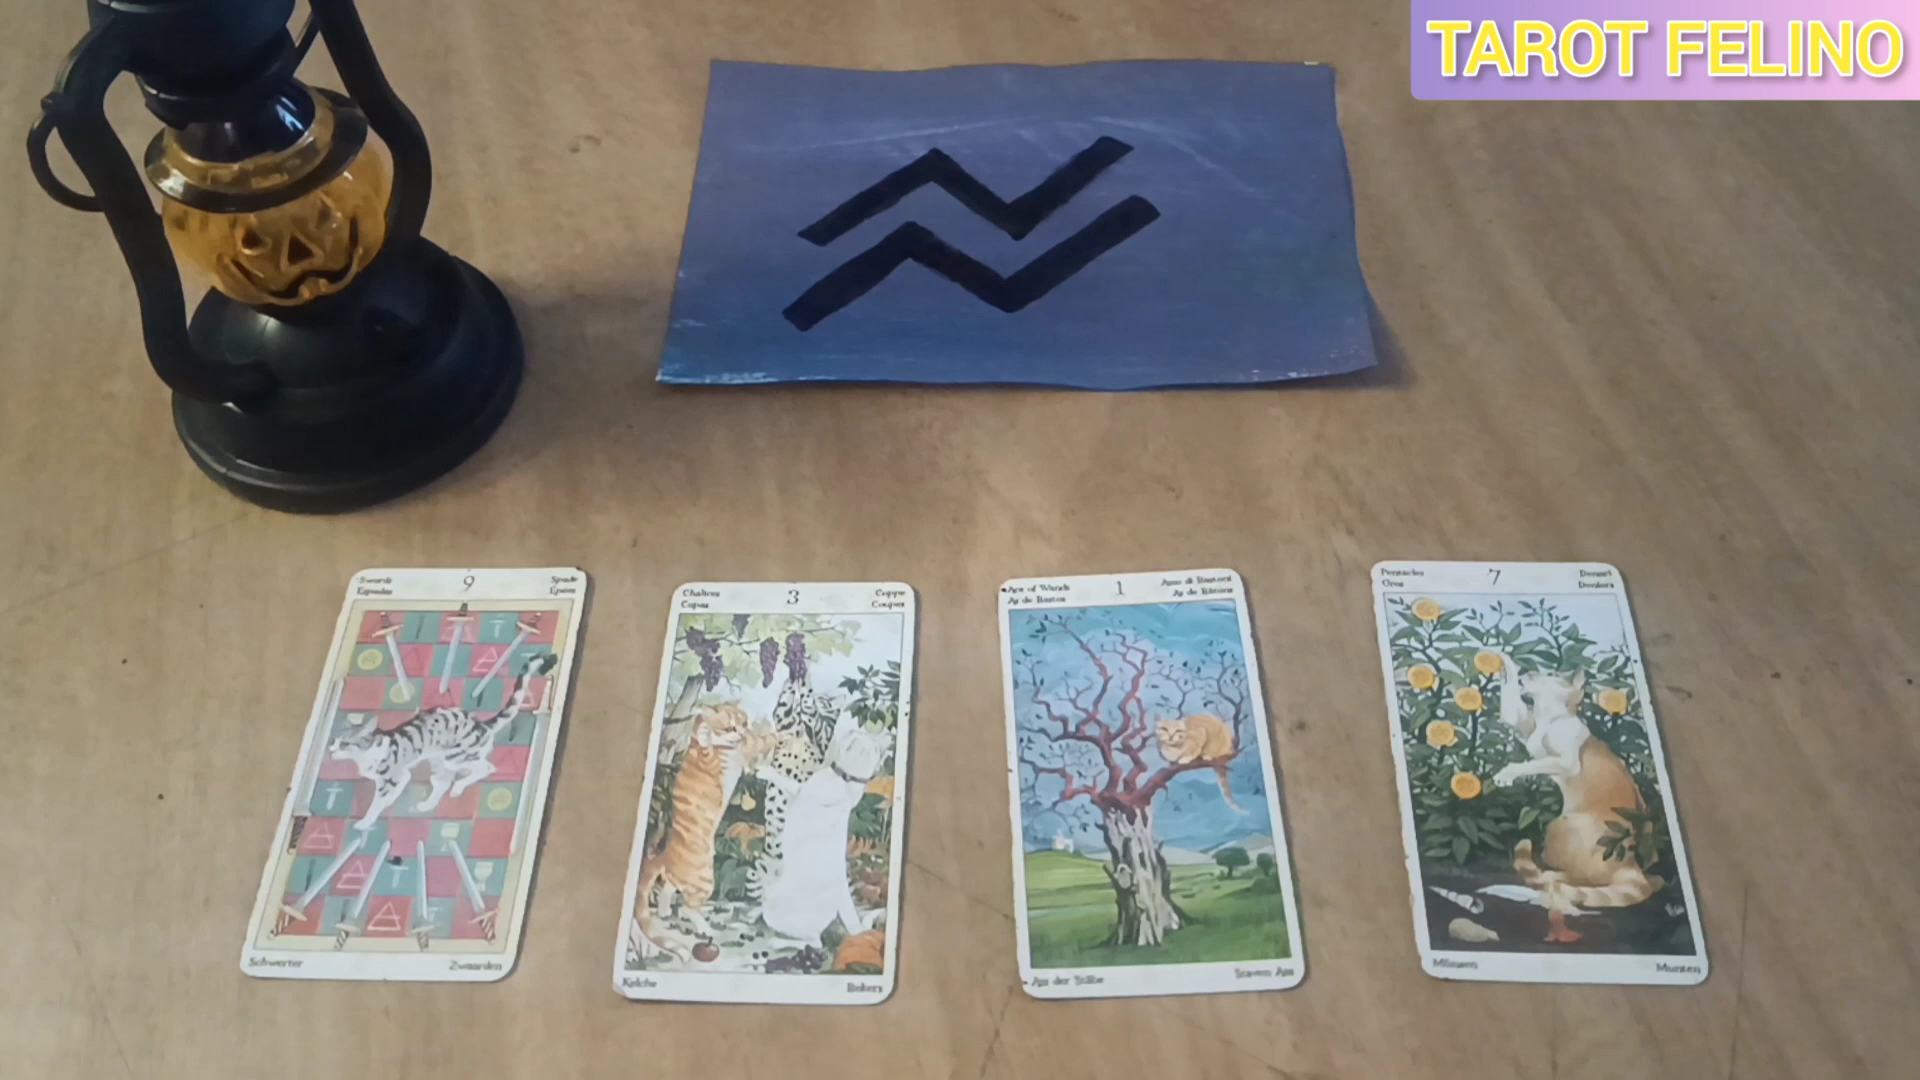 TAROT FELINO
Swords 9 Spade
Espadas Épées
Schwerter Zwaarden
Chalices 3 Coppe
Copas Coupes
Kelche Bekers
Ace of Wands 1 Asso di Bastoni
As de Bastos As de Bâtons
As der Stäbe Staven Aas
Pentacles 7 Denari
Oros Deniers
Münzen Munten